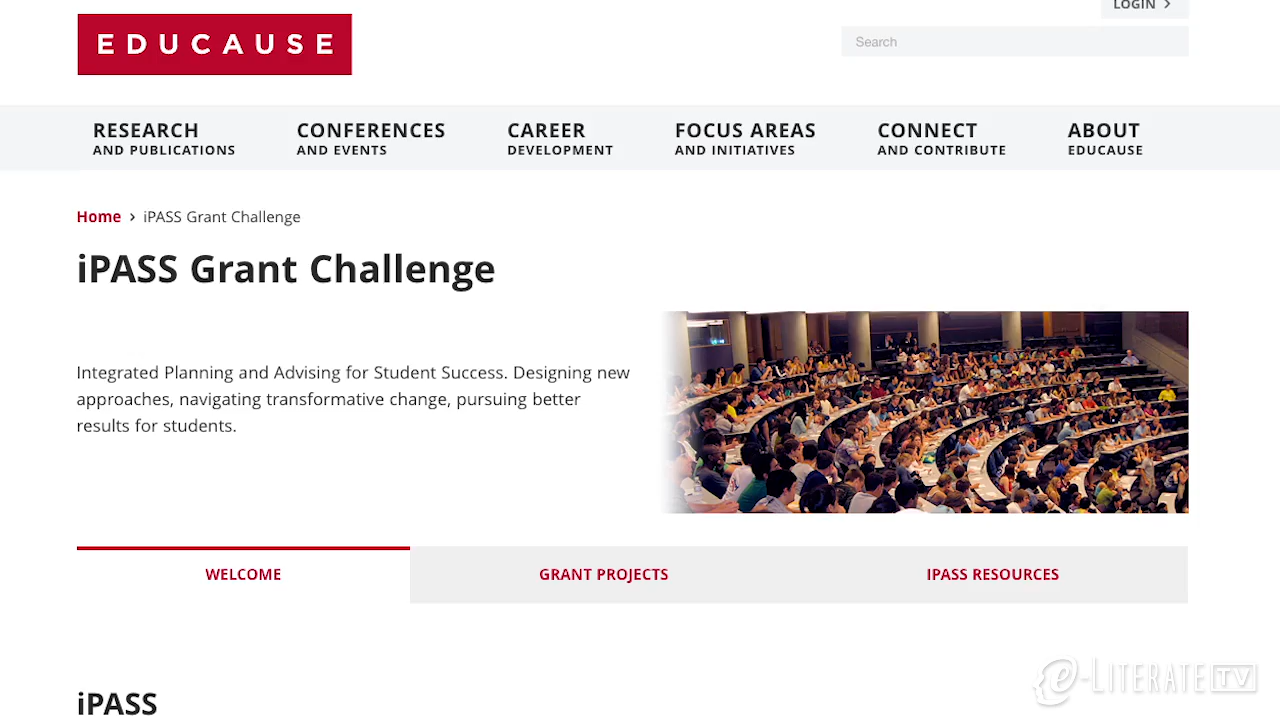 LOGIN
EDUCAUSE
Search
RESEARCH
AND PUBLICATIONS
CONFERENCES
AND EVENTS
CAREER
DEVELOPMENT
FOCUS AREAS
AND INITIATIVES
CONNECT
AND CONTRIBUTE
ABOUT
EDUCAUSE
Home › iPASS Grant Challenge
iPASS Grant Challenge
Integrated Planning and Advising for Student Success. Designing new
approaches, navigating transformative change, pursuing better
results for students.
WELCOME
GRANT PROJECTS
IPASS RESOURCES
iPASS
e-LITERATE TV